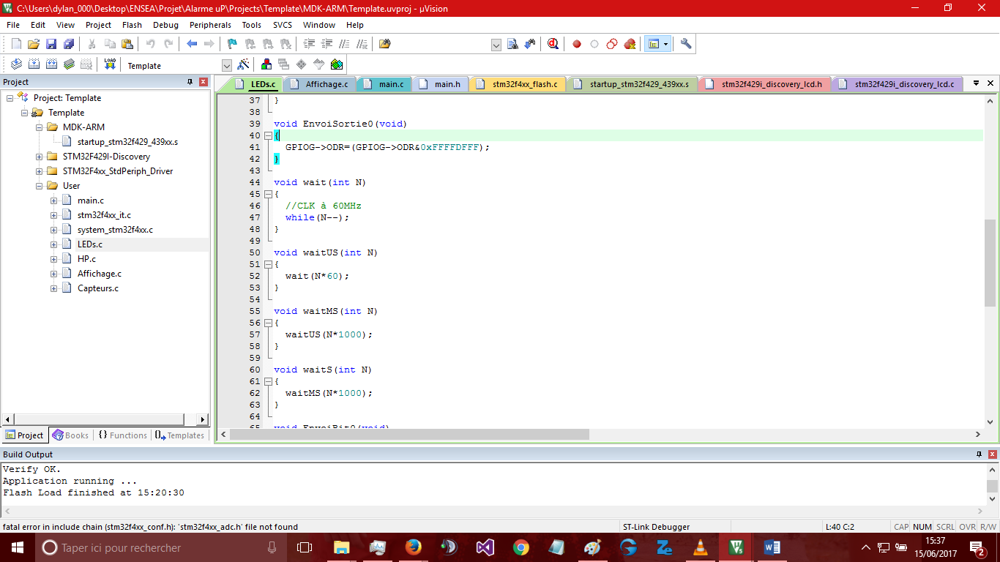 C:\Users\dylan_000\Desktop\ENSEA\Projet\Alarme uP\Projects\Template\MDK-ARM\Template.uvproj - µVision
File Edit View Project Flash Debug Peripherals Tools SVCS Window Help
LOAD Template
Project
LEDs.c Affichage.c main.c main.h stm32f4xx_flash.c startup_stm32f429_439xx.s stm32f429i_discovery_lcd.h stm32f429i_discovery_lcd.c
Project: Template
Template
MDK-ARM
startup_stm32f429_439xx.s
STM32F429I-Discovery
STM32F4xx_StdPeriph_Driver
User
main.c
stm32f4xx_it.c
system_stm32f4xx.c
LEDs.c
HP.c
Affichage.c
Capteurs.c
Project Books {} Functions Templates
37 }
38
39 void EnvoiSortie0(void)
40 {
41 GPIOG->ODR=(GPIOG->ODR&0xFFFFDFFF);
42 }
43
44 void wait(int N)
45 {
46 //CLK à 60MHz
47 while(N--);
48 }
49
50 void waitUS(int N)
51 {
52 wait(N*60);
53 }
54
55 void waitMS(int N)
56 {
57 waitUS(N*1000);
58 }
59
60 void waitS(int N)
61 {
62 waitMS(N*1000);
63 }
64
65 void EnvoiBit0(void)
Build Output
Verify OK.
Application running ...
Flash Load finished at 15:20:30
fatal error in include chain (stm32f4xx_conf.h): 'stm32f4xx_adc.h' file not found ST-Link Debugger L:40 C:2 CAP NUM SCRL OVR R/W
Taper ici pour rechercher
15:37
15/06/2017
2